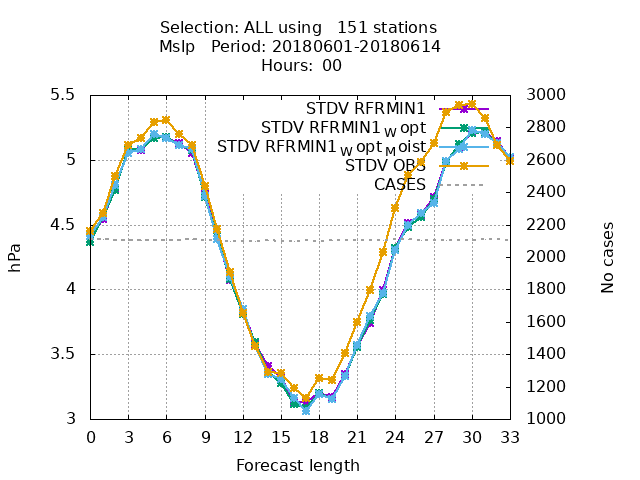 Selection: ALL using   151 stations
Mslp   Period: 20180601-20180614
Hours: 00
5.5
5
4.5
4
3.5
3
hPa
3000
2800
2600
2400
2200
2000
1800
1600
1400
1200
1000
No cases
STDV RFRMIN1
STDV RFRMIN1_W opt
STDV RFRMIN1_W opt_M oist
STDV OBS
CASES
0 3 6 9 12 15 18 21 24 27 30 33
Forecast length